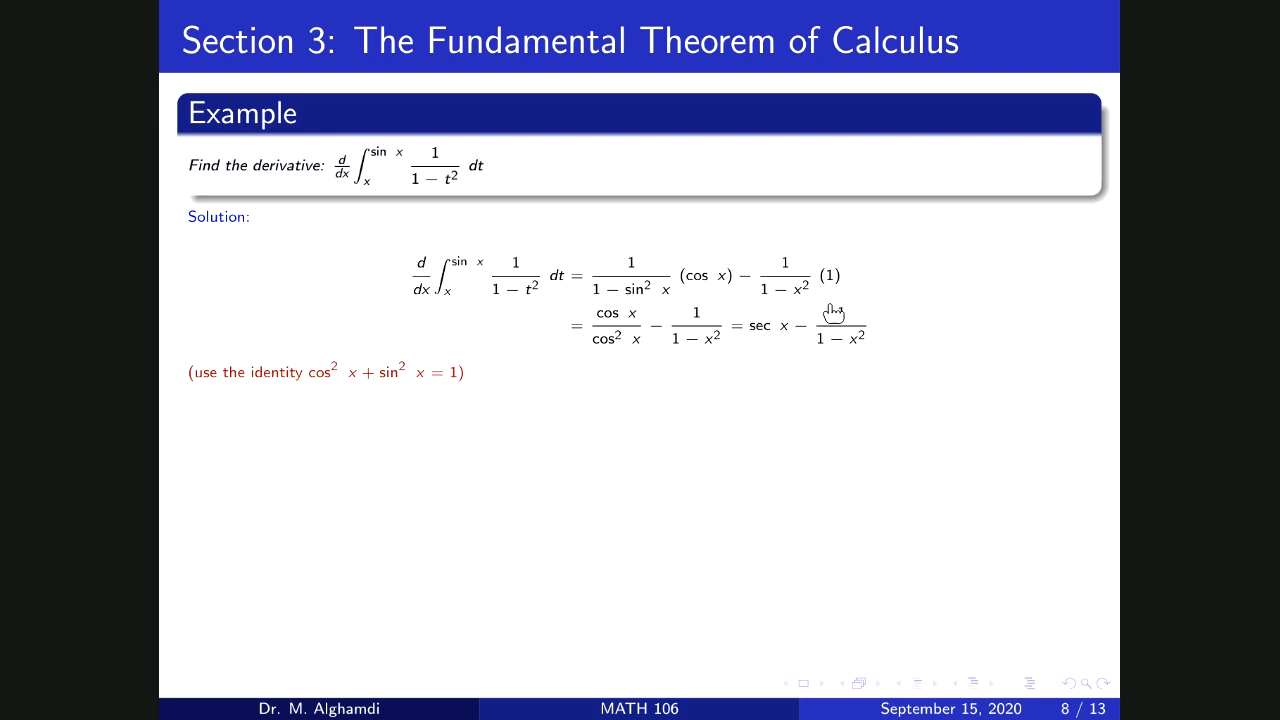 Section 3: The Fundamental Theorem of Calculus
Example
Find the derivative: d/dx ∫_x^{sin x} 1/(1 − t²) dt
Solution:
d/dx ∫_x^{sin x} 1/(1 − t²) dt = 1/(1 − sin² x) (cos x) − 1/(1 − x²) (1)
= cos x/cos² x − 1/(1 − x²) = sec x − /(1 − x²)
(use the identity cos² x + sin² x = 1)
Dr. M. Alghamdi MATH 106 September 15, 2020 8 / 13